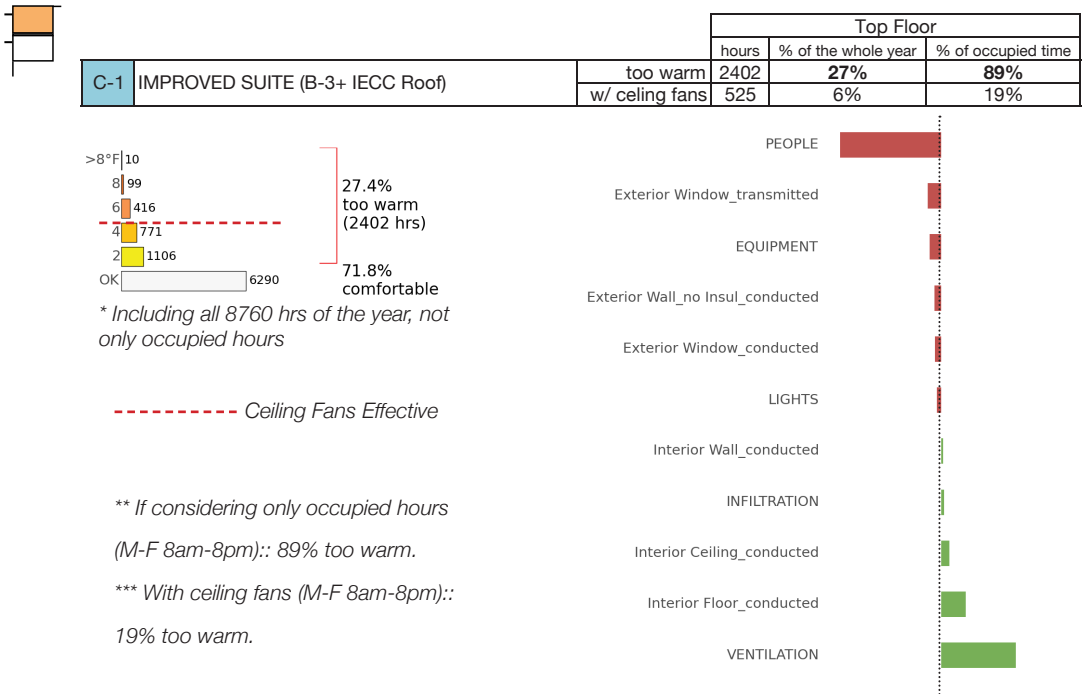 Top Floor
hours % of the whole year % of occupied time
C-1 IMPROVED SUITE (B-3+ IECC Roof)
too warm 2402 27% 89%
w/ celing fans 525 6% 19%
>8°F 10
8 99
6 416
4 771
2 1106
OK 6290
27.4%
too warm
(2402 hrs)
71.8%
comfortable
* Including all 8760 hrs of the year, not
only occupied hours
Ceiling Fans Effective
** If considering only occupied hours
(M-F 8am-8pm):: 89% too warm.
*** With ceiling fans (M-F 8am-8pm)::
19% too warm.
PEOPLE
Exterior Window_transmitted
EQUIPMENT
Exterior Wall_no Insul_conducted
Exterior Window_conducted
LIGHTS
Interior Wall_conducted
INFILTRATION
Interior Ceiling_conducted
Interior Floor_conducted
VENTILATION